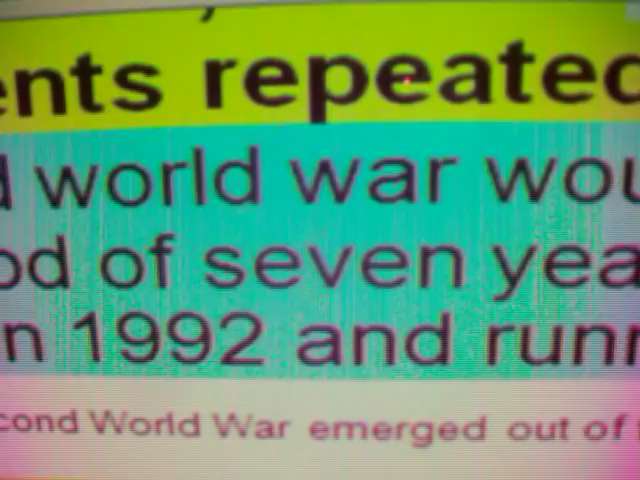 ents repeated
d world war wou
od of seven yea
n 1992 and runn
cond World War emerged out of